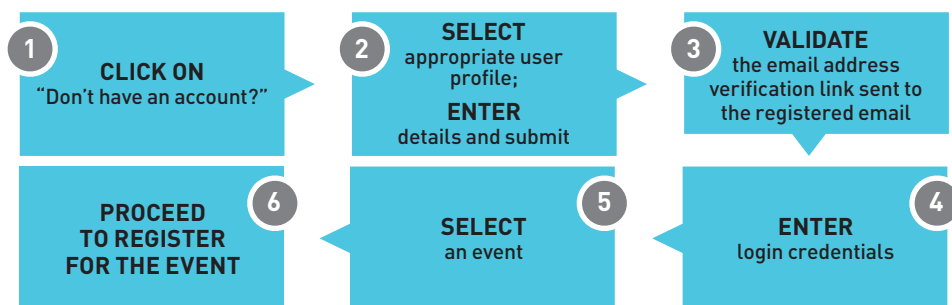 1
CLICK ON
“Don’t have an account?”
2
SELECT
appropriate user
profile;
ENTER
details and submit
3
VALIDATE
the email address
verification link sent to
the registered email
4
ENTER
login credentials
5
SELECT
an event
6
PROCEED
TO REGISTER
FOR THE EVENT